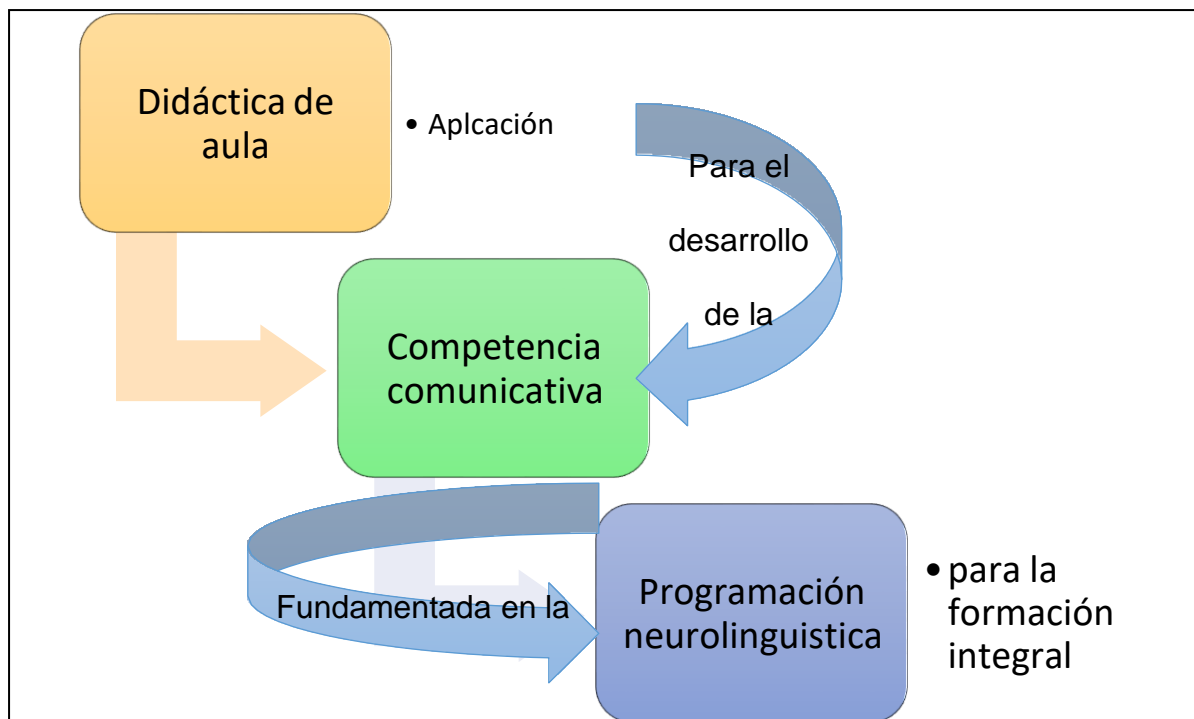 Didáctica de
aula
• Aplcación
Para el
desarrollo
de la
Competencia
comunicativa
Fundamentada en la
Programación
neurolinguistica
• para la
formación
integral